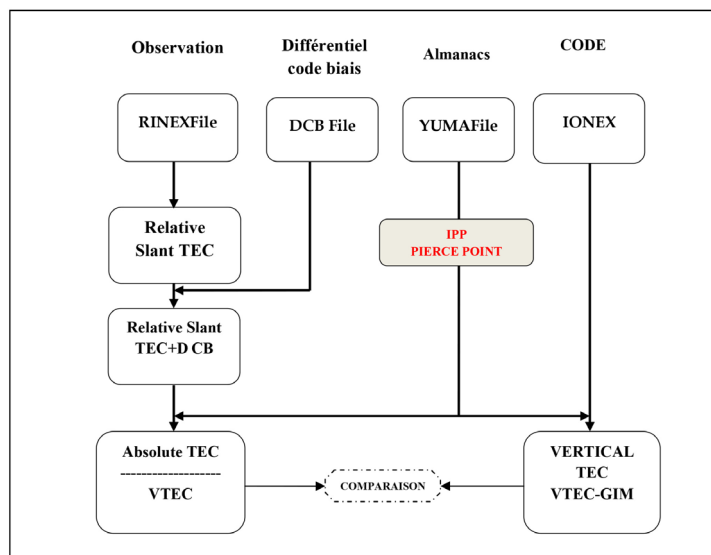 Observation
Différentiel
code biais
Almanacs
CODE
RINEXFile
DCB File
YUMAFile
IONEX
Relative
Slant TEC
IPP
PIERCE POINT
Relative Slant
TEC+D CB
Absolute TEC
--------------------
VTEC
COMPARAISON
VERTICAL
TEC
VTEC-GIM